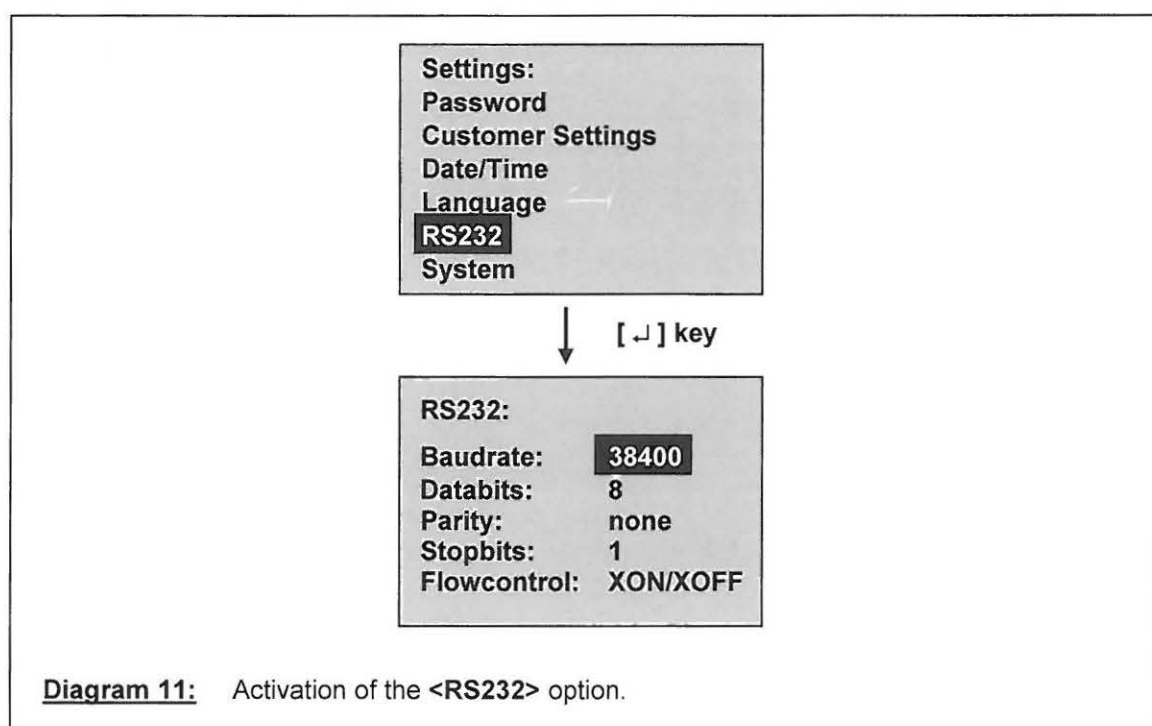 Settings:
Password
Customer Settings
Date/Time
Language
RS232
System
[ ↵ ] key
RS232:
Baudrate: 38400
Databits: 8
Parity: none
Stopbits: 1
Flowcontrol: XON/XOFF
Diagram 11: Activation of the <RS232> option.